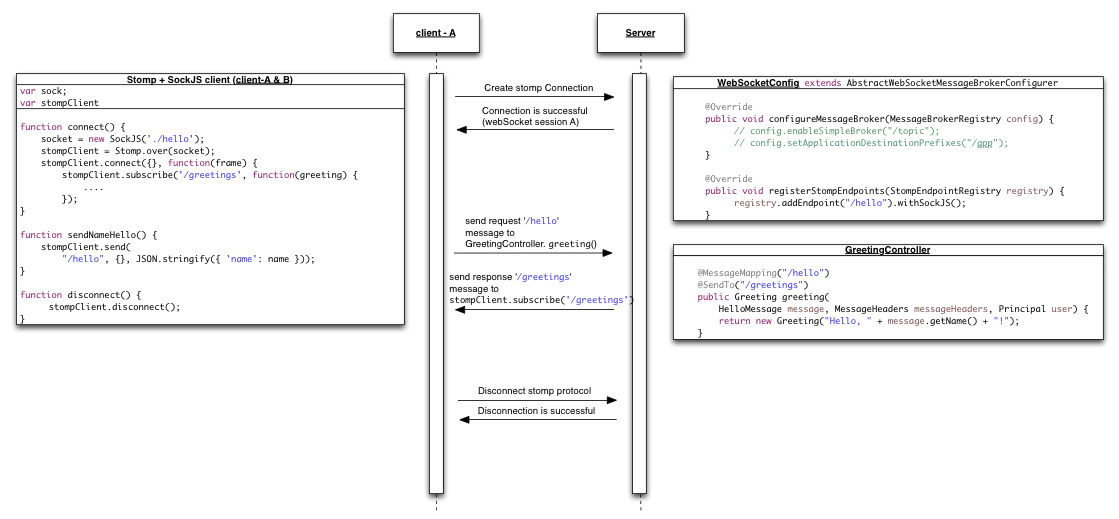 client - A
Server
Stomp + SockJS client (client-A & B)
var sock;
var stompClient
function connect() {
socket = new SockJS('./hello');
stompClient = Stomp.over(socket);
stompClient.connect({}, function(frame) {
stompClient.subscribe('/greetings', function(greeting) {
....
});
}
function sendNameHello() {
stompClient.send(
"/hello", {}, JSON.stringify({ 'name': name }));
}
function disconnect() {
stompClient.disconnect();
}
Create stomp Connection
Connection is successful
(webSocket session A)
send request '/hello'
message to
GreetingController. greeting()
send response '/greetings'
message to
stompClient.subscribe('/greetings')
Disconnect stomp protocol
Disconnection is successful
WebSocketConfig extends AbstractWebSocketMessageBrokerConfigurer
@Override
public void configureMessageBroker(MessageBrokerRegistry config) {
// config.enableSimpleBroker("/topic");
// config.setApplicationDestinationPrefixes("/app");
}
@Override
public void registerStompEndpoints(StompEndpointRegistry registry) {
registry.addEndpoint("/hello").withSockJS();
}
GreetingController
@MessageMapping("/hello")
@SendTo("/greetings")
public Greeting greeting(
HelloMessage message, MessageHeaders messageHeaders, Principal user) {
return new Greeting("Hello, " + message.getName() + "!");
}